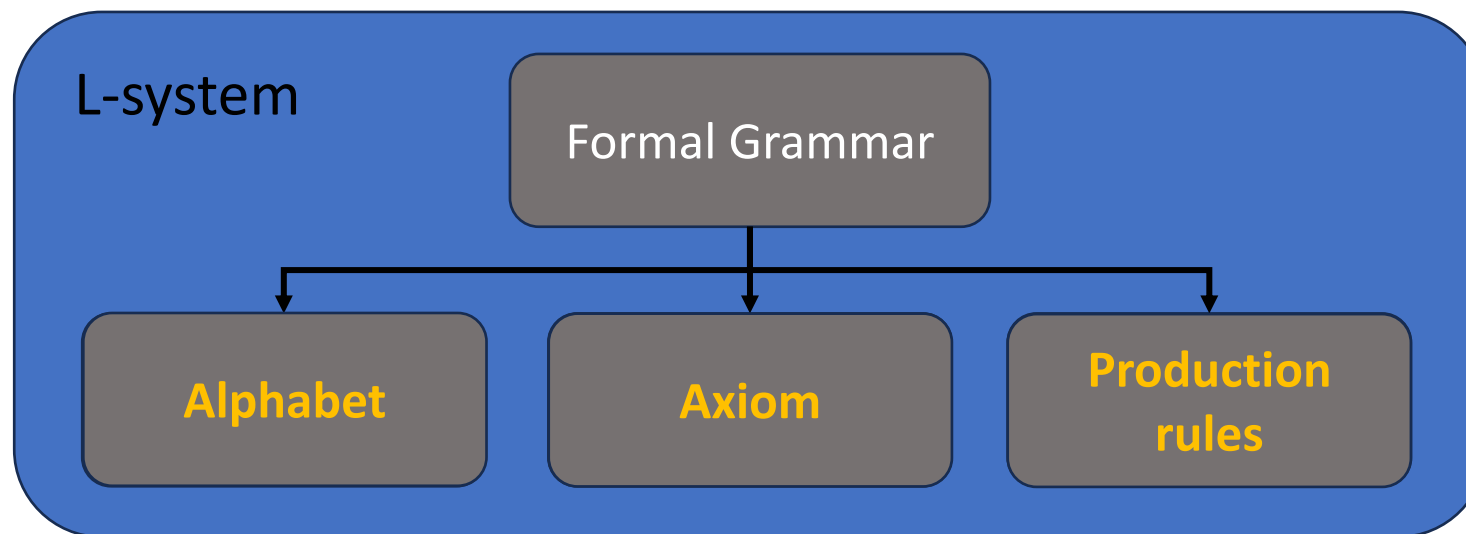 L-system
Formal Grammar
Alphabet
Axiom
Production
rules